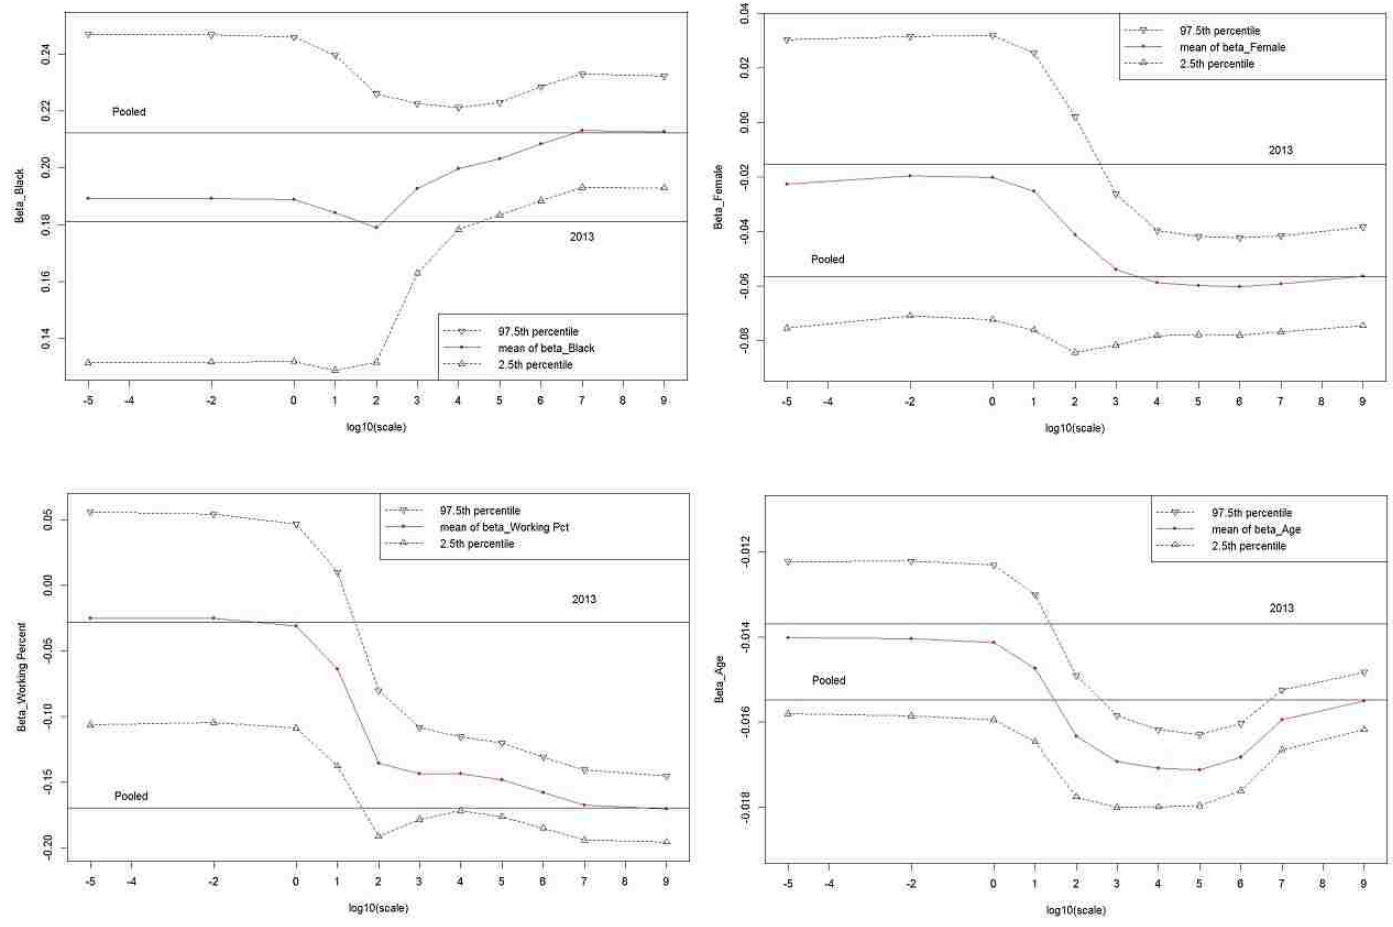 0.24
0.22
0.20
0.18
0.16
0.14
Beta_Black
Pooled
2013
97.5th percentile
mean of beta_Black
2.5th percentile
-5 -4 -2 0 1 2 3 4 5 6 7 8 9
log10(scale)
0.04
0.02
0.00
-0.02
-0.04
-0.06
-0.08
Beta_Female
97.5th percentile
mean of beta_Female
2.5th percentile
2013
Pooled
-5 -4 -2 0 1 2 3 4 5 6 7 8 9
log10(scale)
0.05
0.00
-0.05
-0.10
-0.15
-0.20
Beta_Working Percent
97.5th percentile
mean of beta_Working Pct
2.5th percentile
2013
Pooled
-5 -4 -2 0 1 2 3 4 5 6 7 8 9
log10(scale)
-0.012
-0.014
-0.016
-0.018
Beta_Age
97.5th percentile
mean of beta_Age
2.5th percentile
2013
Pooled
-5 -4 -2 0 1 2 3 4 5 6 7 8 9
log10(scale)